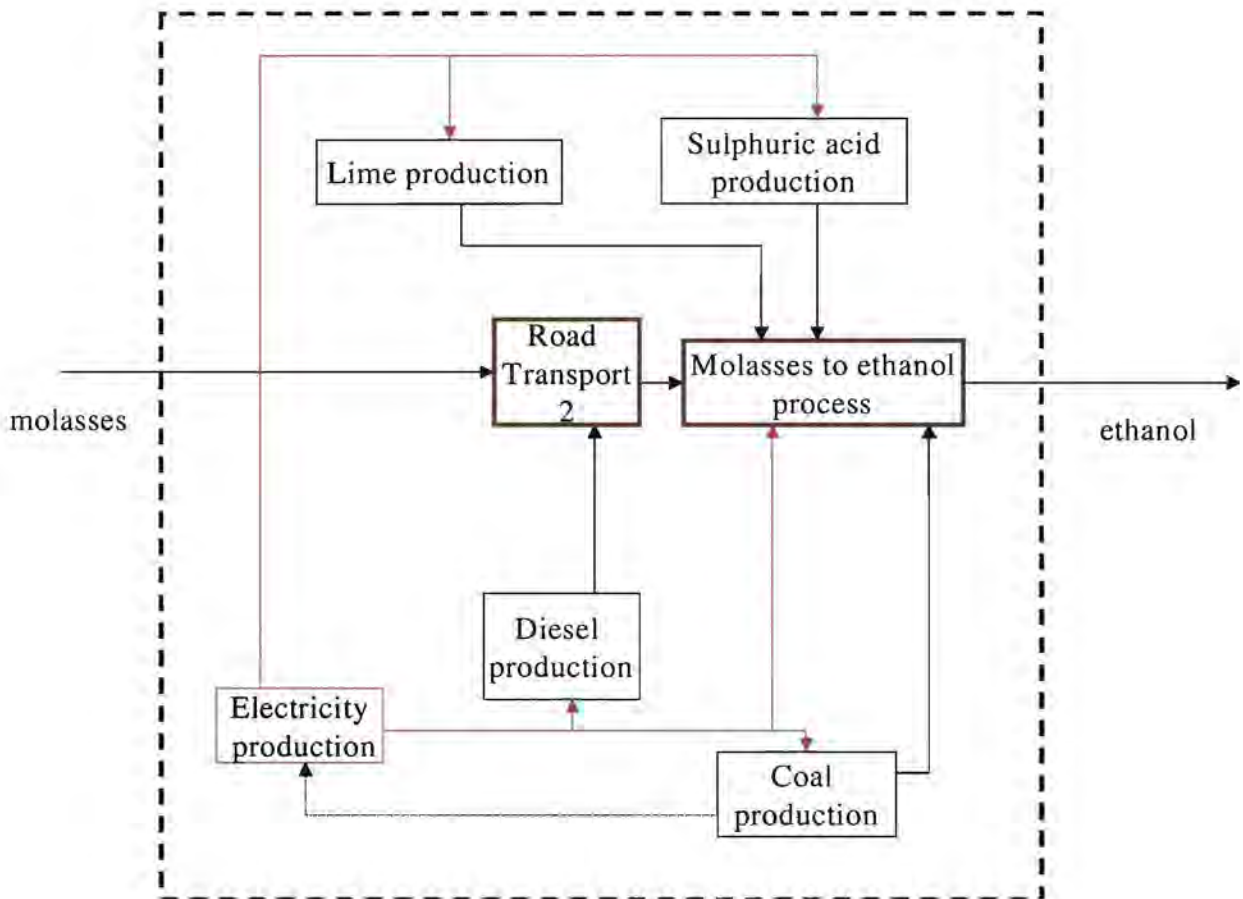 Lime production
Sulphuric acid
production
Road
Transport
2
Molasses to ethanol
process
molasses
ethanol
Diesel
production
Electricity
production
Coal
production